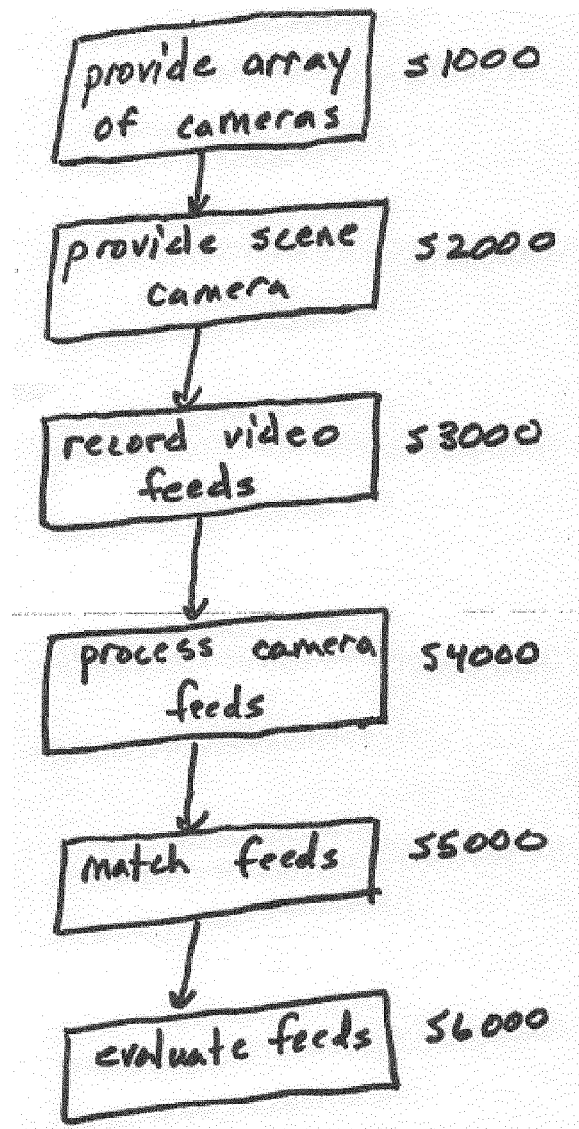 provide array
of cameras
S1000
provide scene
camera
S2000
record video
feeds
S3000
process camera
feeds
S4000
match feeds
S5000
evaluate feeds
S6000